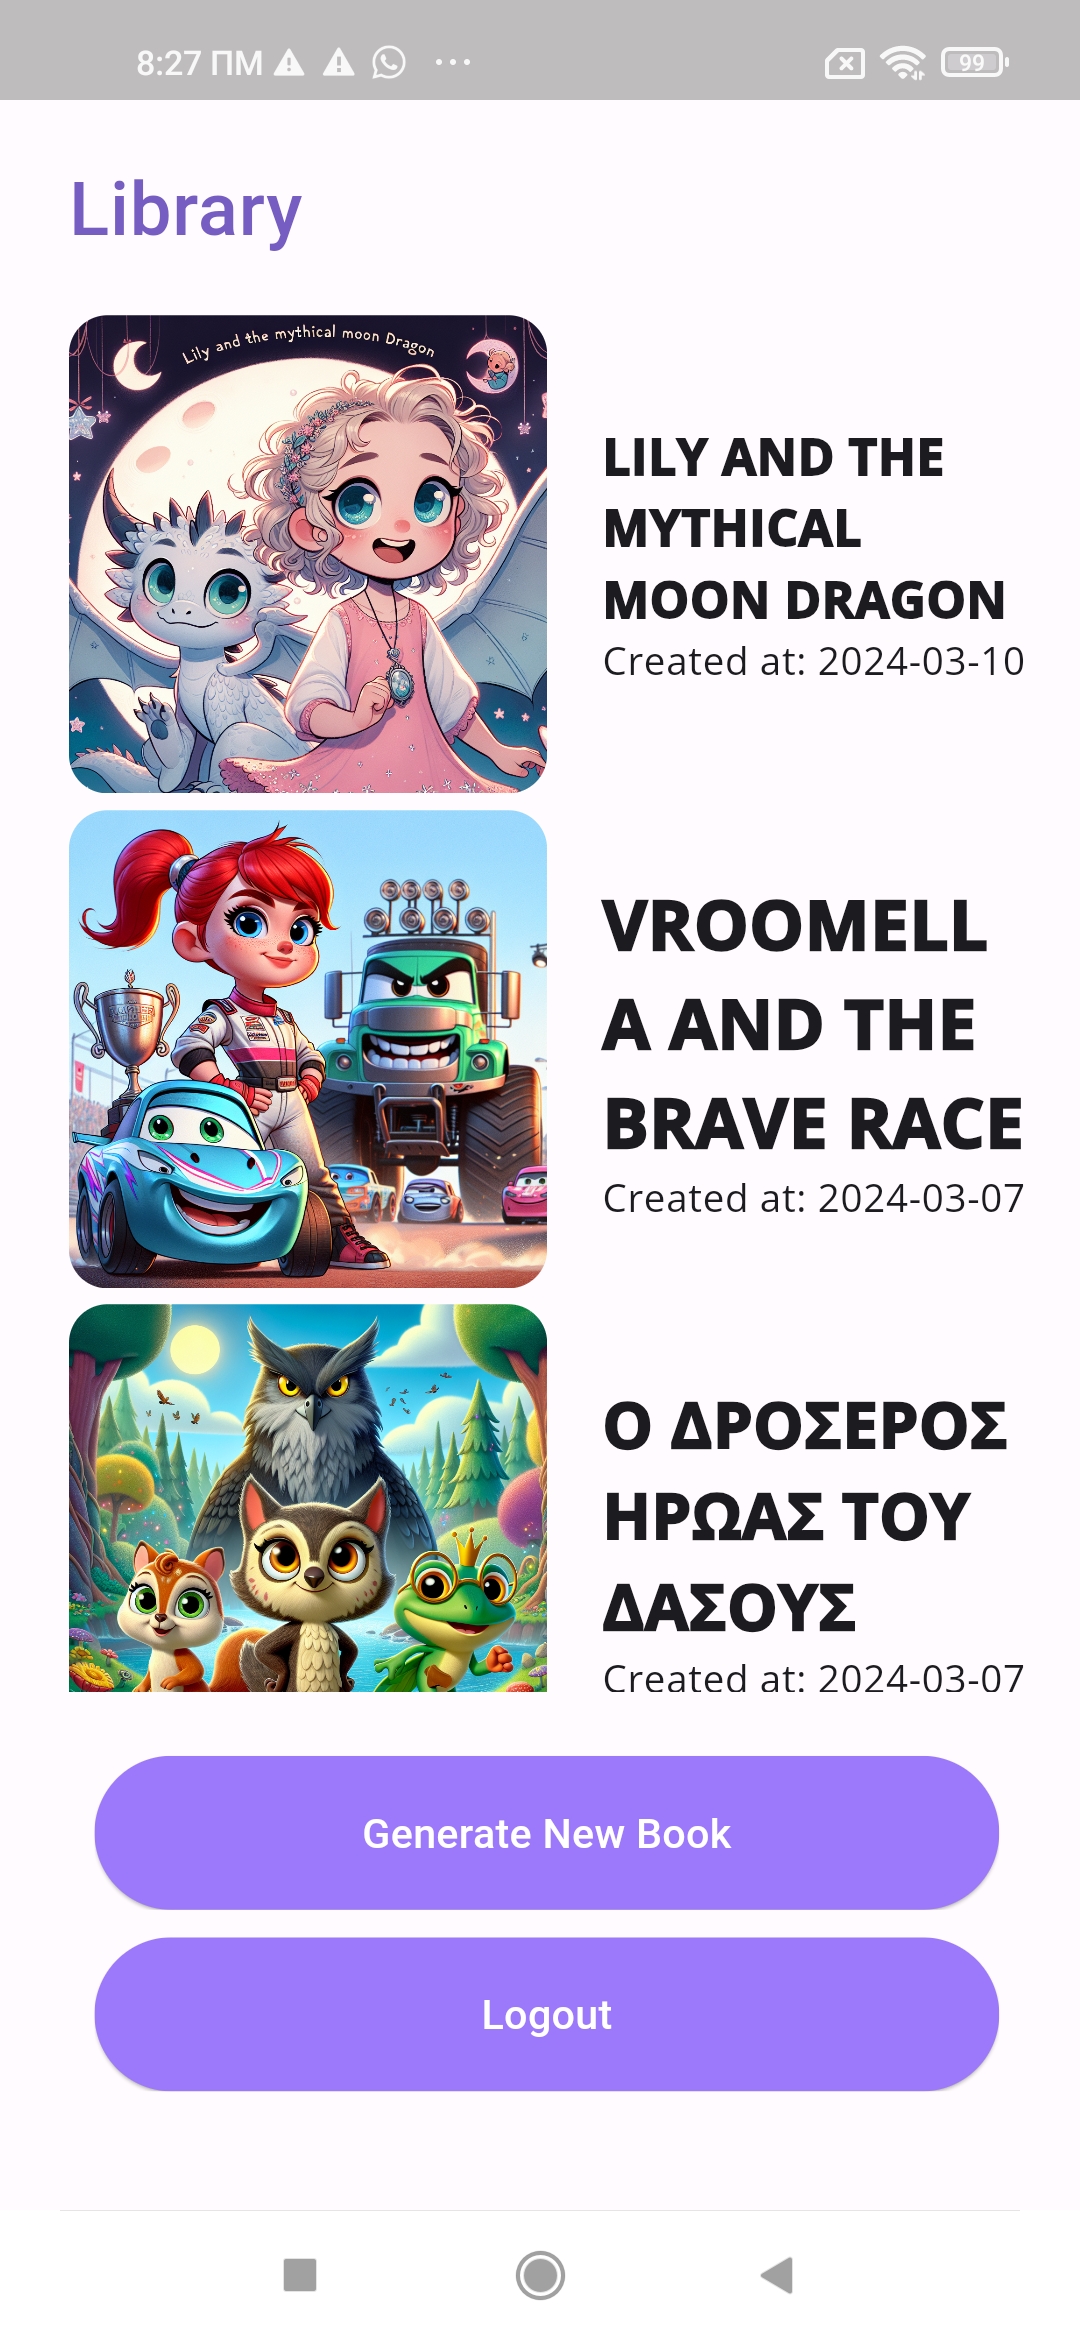 8:27 ΠΜ
99
Library
Lily and the mythical moon Dragon
LILY AND THE
MYTHICAL
MOON DRAGON
Created at: 2024-03-10
VROOMELL
A AND THE
BRAVE RACE
Created at: 2024-03-07
Ο ΔΡΟΣΕΡΟΣ
ΗΡΩΑΣ ΤΟΥ
ΔΑΣΟΥΣ
Created at: 2024-03-07
Generate New Book
Logout